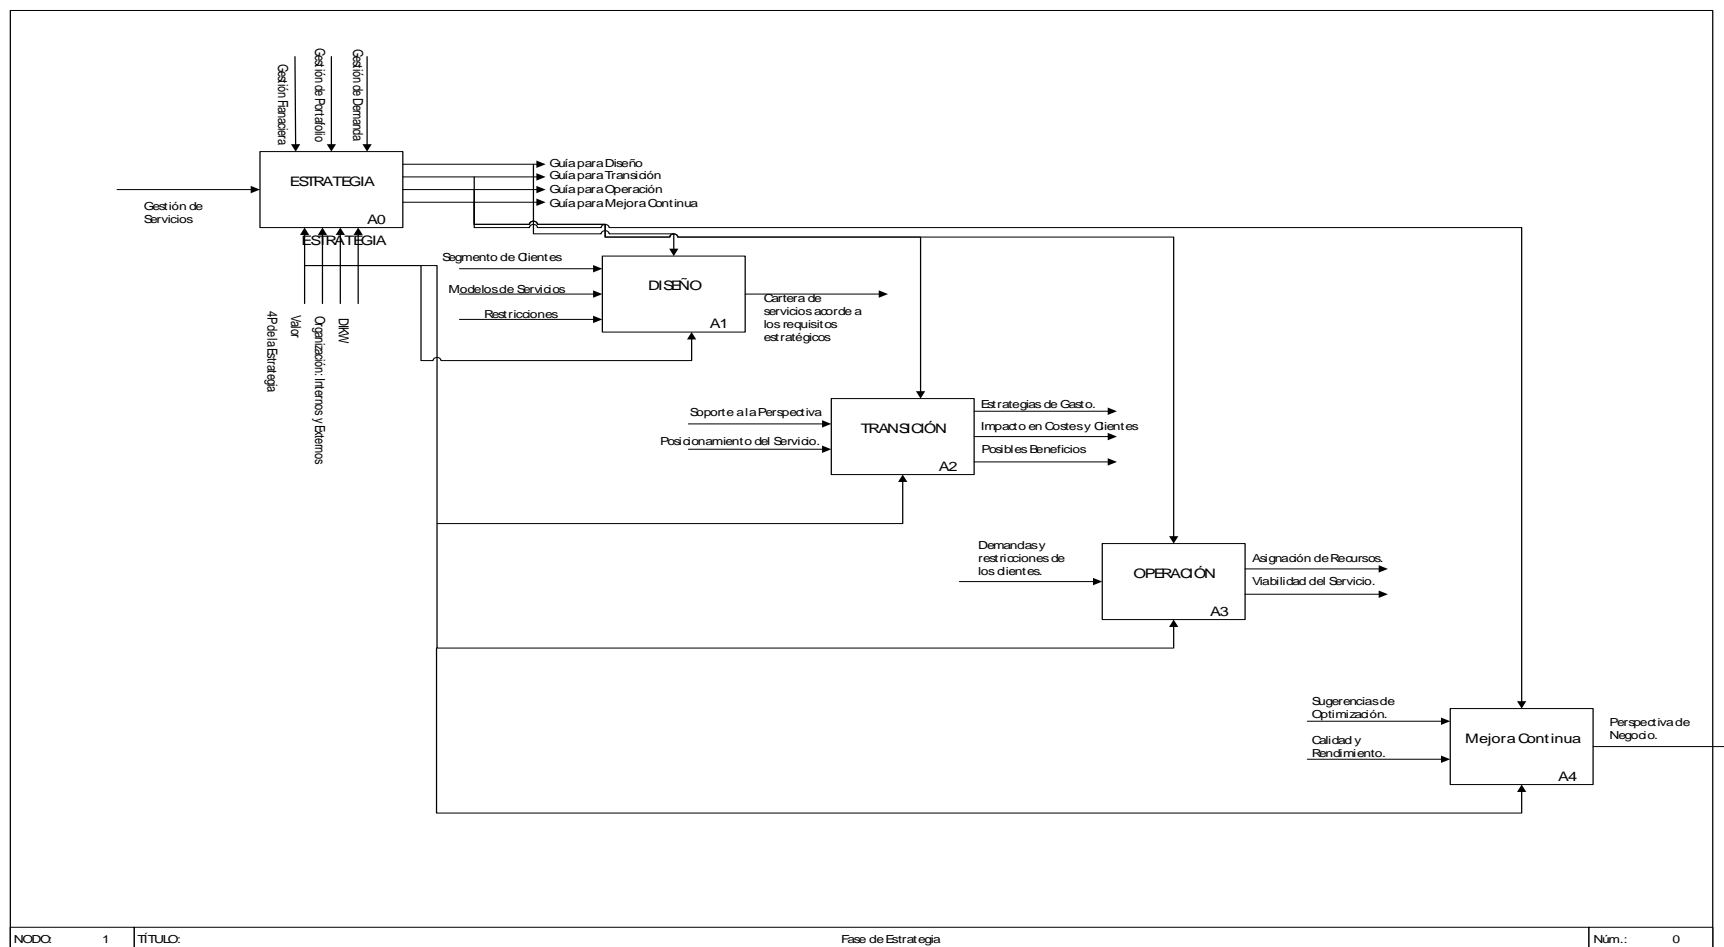 Gestión Fianaciera
Gestión de Portafolio
Gestión de Demanda
ESTRATEGIA
A0
ESTRATEGIA
Gestión de
Servicios
Guía para Diseño
Guía para Transición
Guía para Operación
Guía para Mejora Continua
4P de la Estrategia
Valor
Organización: Internos y Externos
DIKW
Segmento de Clientes
Modelos de Servicios
Restricciones
DISEÑO
A1
Cartera de
servicios acorde a
los requisitos
estratégicos
Soporte a la Perspectiva
Posicionamiento del Servicio.
TRANSICIÓN
A2
Estrategias de Gasto.
Impacto en Costes y Clientes
Posibles Beneficios
Demandas y
restricciones de
los clientes.
OPERACIÓN
A3
Asignación de Recursos.
Viabilidad del Servicio.
Sugerencias de
Optimización.
Calidad y
Rendimiento.
Mejora Continua
A4
Perspectiva de
Negocio.
NODO: 1 TÍTULO: Fase de Estrategia Núm.: 0